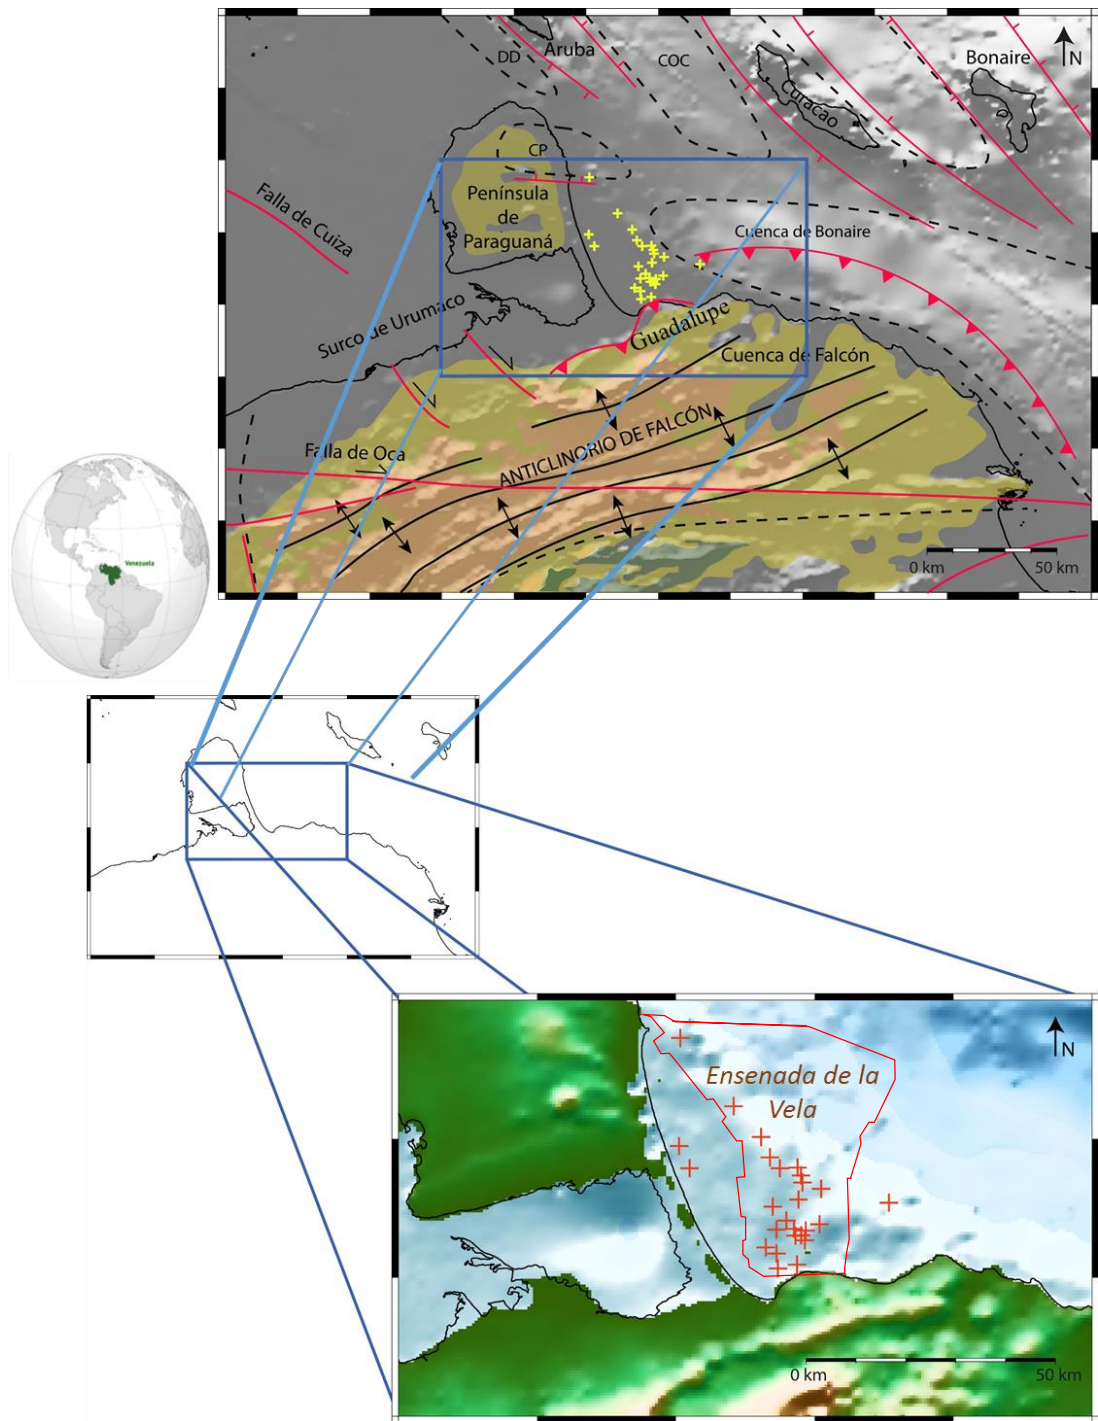 DD
Aruba
COC
Bonaire
N
Curacao
CP
Falla de Cuiza
Península
de
Paraguaná
Cuenca de Bonaire
Surco de Urumaco
Guadalupe
Cuenca de Falcón
ANTICLINORIO DE FALCÓN
Falla de Oca
0 km
50 km
Venezuela
N
Ensenada de la
Vela
0 km
50 km